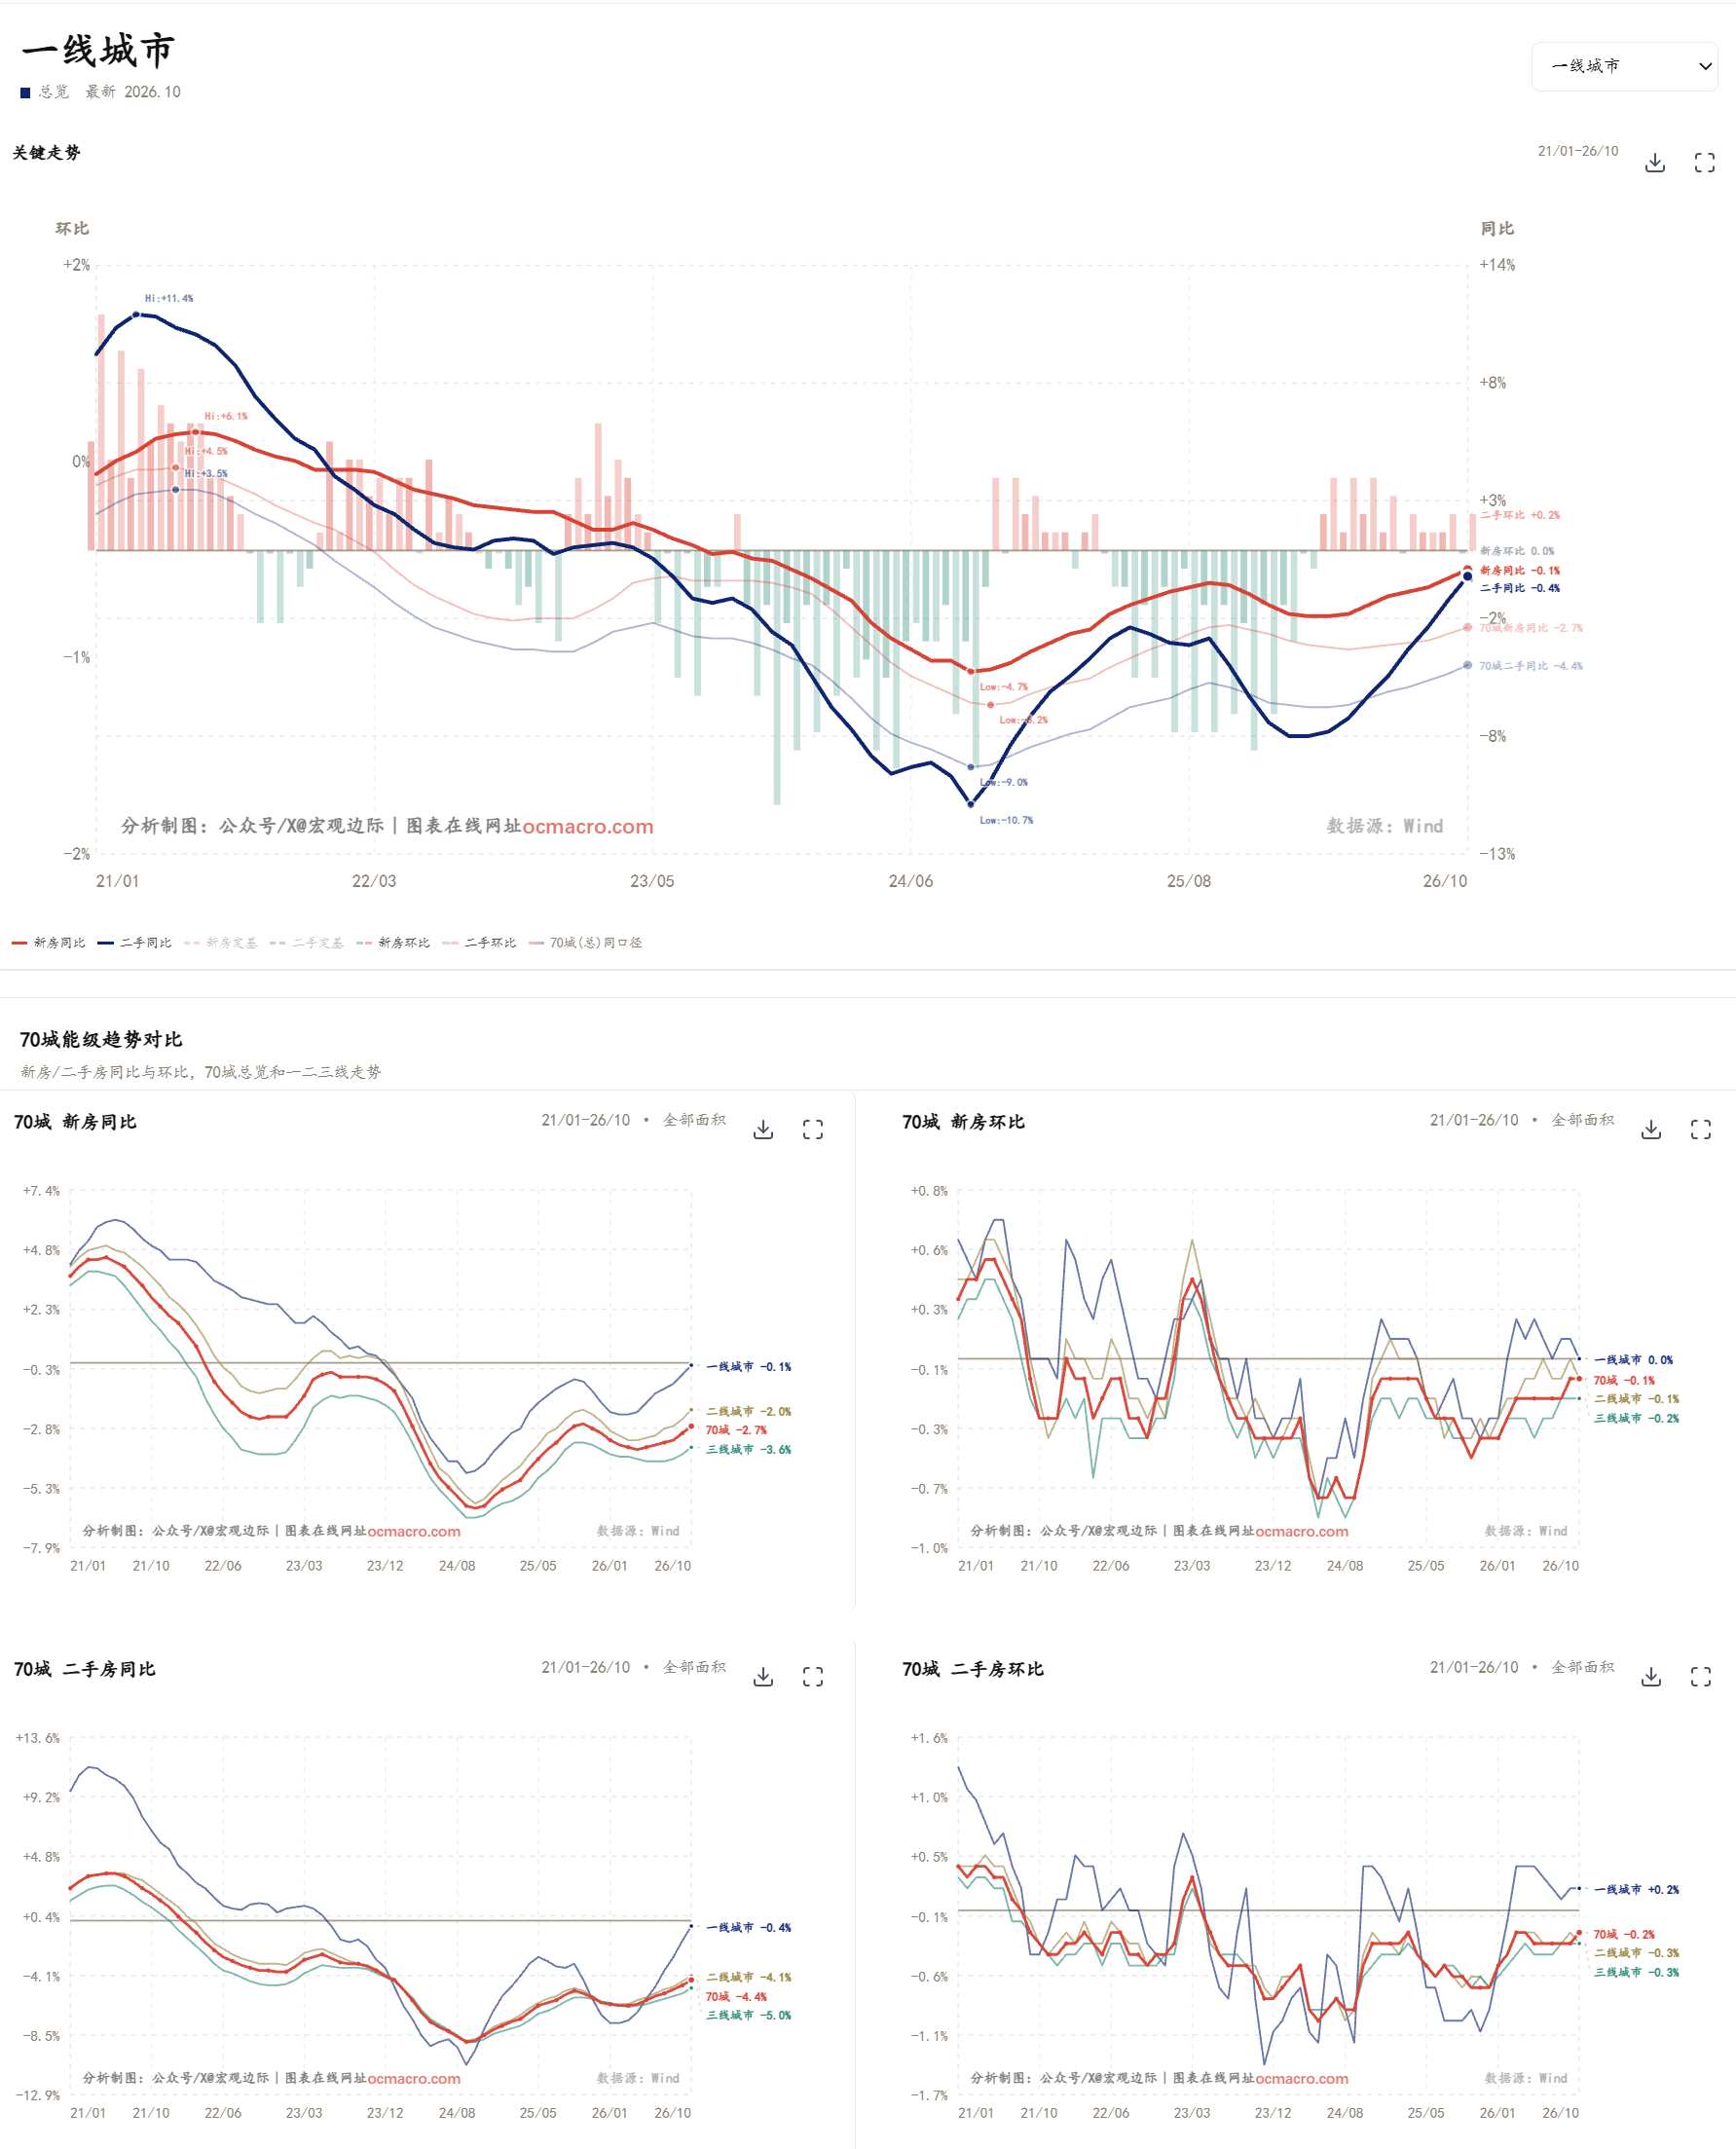 一线城市
总览 最新 2026.10
一线城市
关键走势
21/01-26/10
环比
同比
+2%
0%
-1%
-2%
+14%
+8%
+3%
-2%
-8%
-13%
Hi:+11.4%
Hi:+6.1%
Hi:+4.5%
Hi:+3.5%
Low:-4.7%
Low:-6.2%
Low:-9.0%
Low:-10.7%
二手环比 +0.2%
新房环比 0.0%
新房同比 -0.1%
二手同比 -0.4%
70城新房同比 -2.7%
70城二手同比 -4.4%
分析制图：公众号/X@宏观边际｜图表在线网址ocmacro.com
数据源：Wind
21/01 22/03 23/05 24/06 25/08 26/10
新房同比 二手同比 新房定基 二手定基 新房环比 二手环比 70城(总)同口径
70城能级趋势对比
新房/二手房同比与环比，70城总览和一二三线走势
70城 新房同比
21/01-26/10 • 全部面积
+7.4%
+4.8%
+2.3%
-0.3%
-2.8%
-5.3%
-7.9%
一线城市 -0.1%
二线城市 -2.0%
70城 -2.7%
三线城市 -3.6%
分析制图：公众号/X@宏观边际｜图表在线网址ocmacro.com
数据源：Wind
21/01 21/10 22/06 23/03 23/12 24/08 25/05 26/01 26/10
70城 新房环比
21/01-26/10 • 全部面积
+0.8%
+0.6%
+0.3%
-0.1%
-0.3%
-0.7%
-1.0%
一线城市 0.0%
70城 -0.1%
二线城市 -0.1%
三线城市 -0.2%
分析制图：公众号/X@宏观边际｜图表在线网址ocmacro.com
数据源：Wind
21/01 21/10 22/06 23/03 23/12 24/08 25/05 26/01 26/10
70城 二手房同比
21/01-26/10 • 全部面积
+13.6%
+9.2%
+4.8%
+0.4%
-4.1%
-8.5%
-12.9%
一线城市 -0.4%
二线城市 -4.1%
70城 -4.4%
三线城市 -5.0%
分析制图：公众号/X@宏观边际｜图表在线网址ocmacro.com
数据源：Wind
21/01 21/10 22/06 23/03 23/12 24/08 25/05 26/01 26/10
70城 二手房环比
21/01-26/10 • 全部面积
+1.6%
+1.0%
+0.5%
-0.1%
-0.6%
-1.1%
-1.7%
一线城市 +0.2%
70城 -0.2%
二线城市 -0.3%
三线城市 -0.3%
分析制图：公众号/X@宏观边际｜图表在线网址ocmacro.com
数据源：Wind
21/01 21/10 22/06 23/03 23/12 24/08 25/05 26/01 26/10